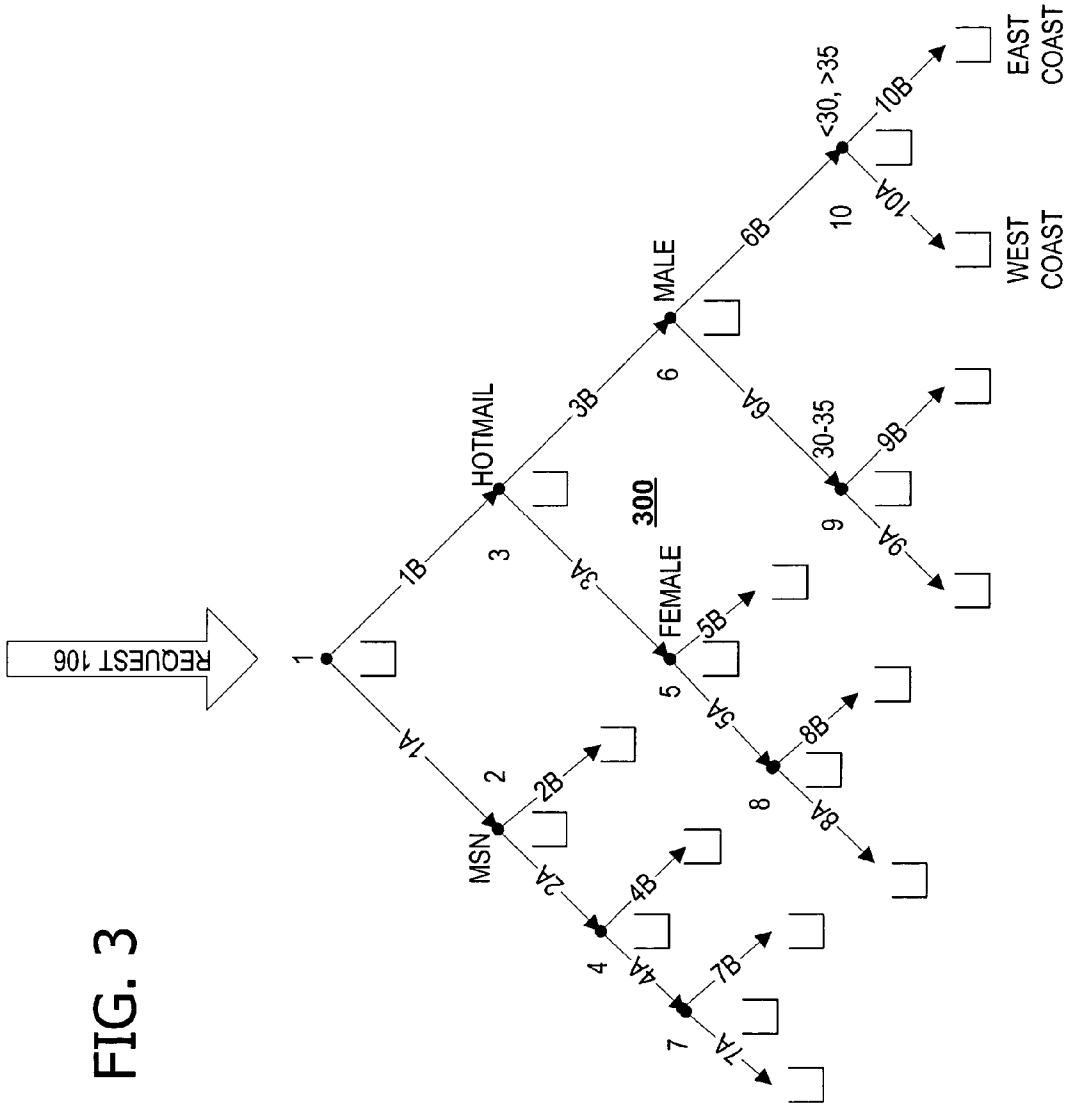 FIG. 3
REQUEST 106
1
1A
1B
MSN
2
HOTMAIL
3
2A
2B
3A
3B
300
4
4A
4B
FEMALE
5
5A
5B
MALE
6
6A
6B
7
7A
7B
8
8A
8B
30-35
9
9A
9B
<30, >35
10
10A
10B
WEST
COAST
EAST
COAST